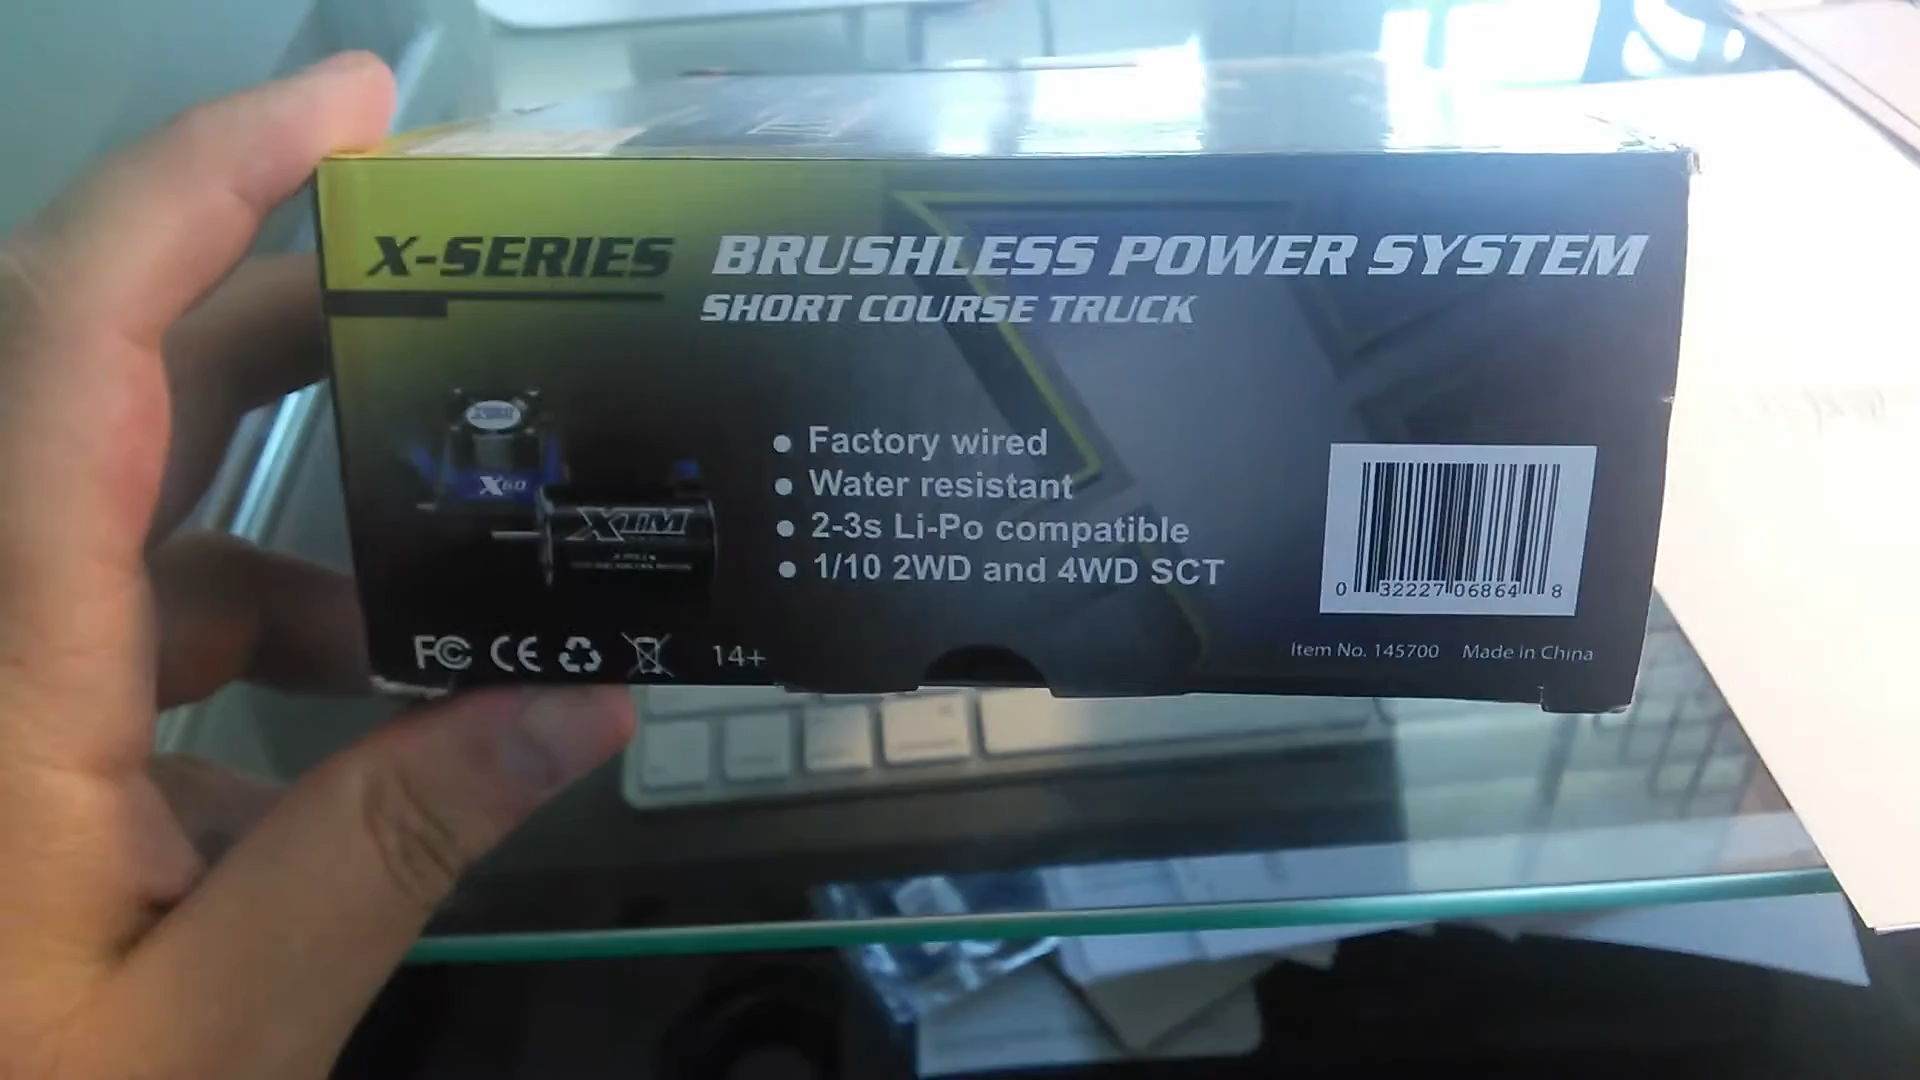 X-SERIES
BRUSHLESS POWER SYSTEM
SHORT COURSE TRUCK
X60
XTM
● Factory wired
● Water resistant
● 2-3s Li-Po compatible
● 1/10 2WD and 4WD SCT
0 32227 06864 8
FC CE 14+
Item No. 145700 Made in China